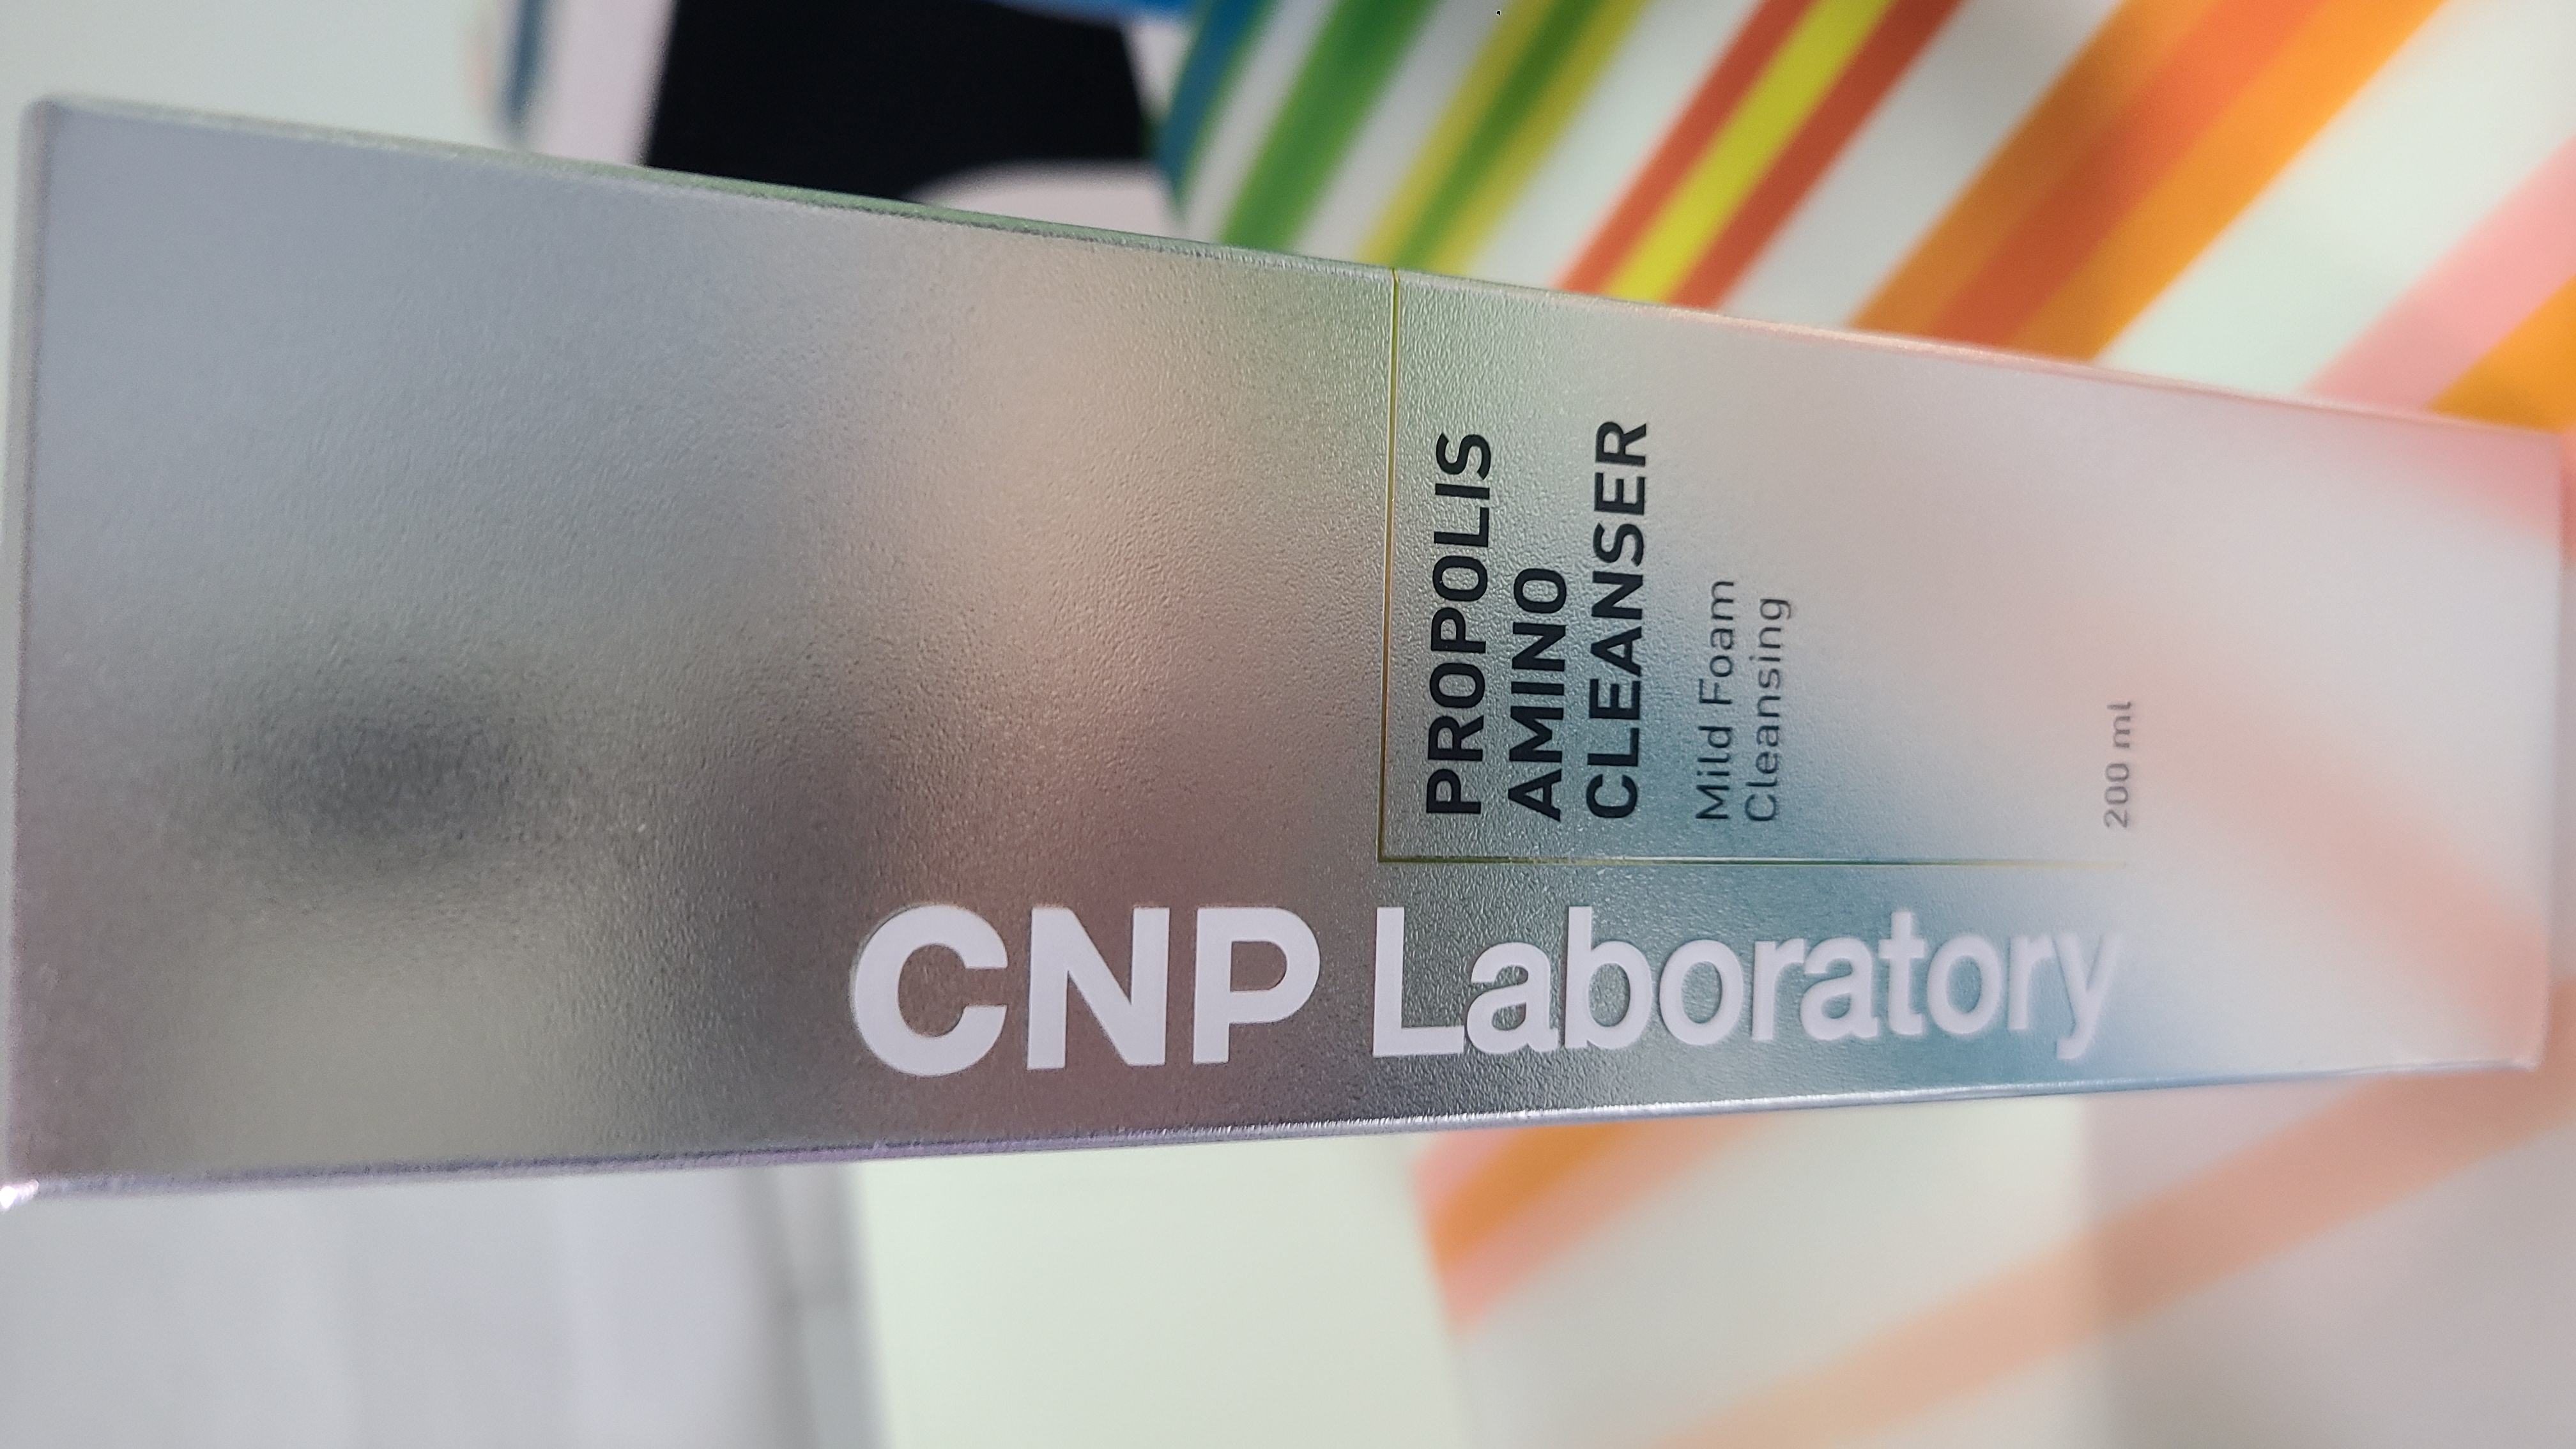 PROPOLIS
AMINO
CLEANSER
Mild Foam
Cleansing
200 ml
CNP Laboratory